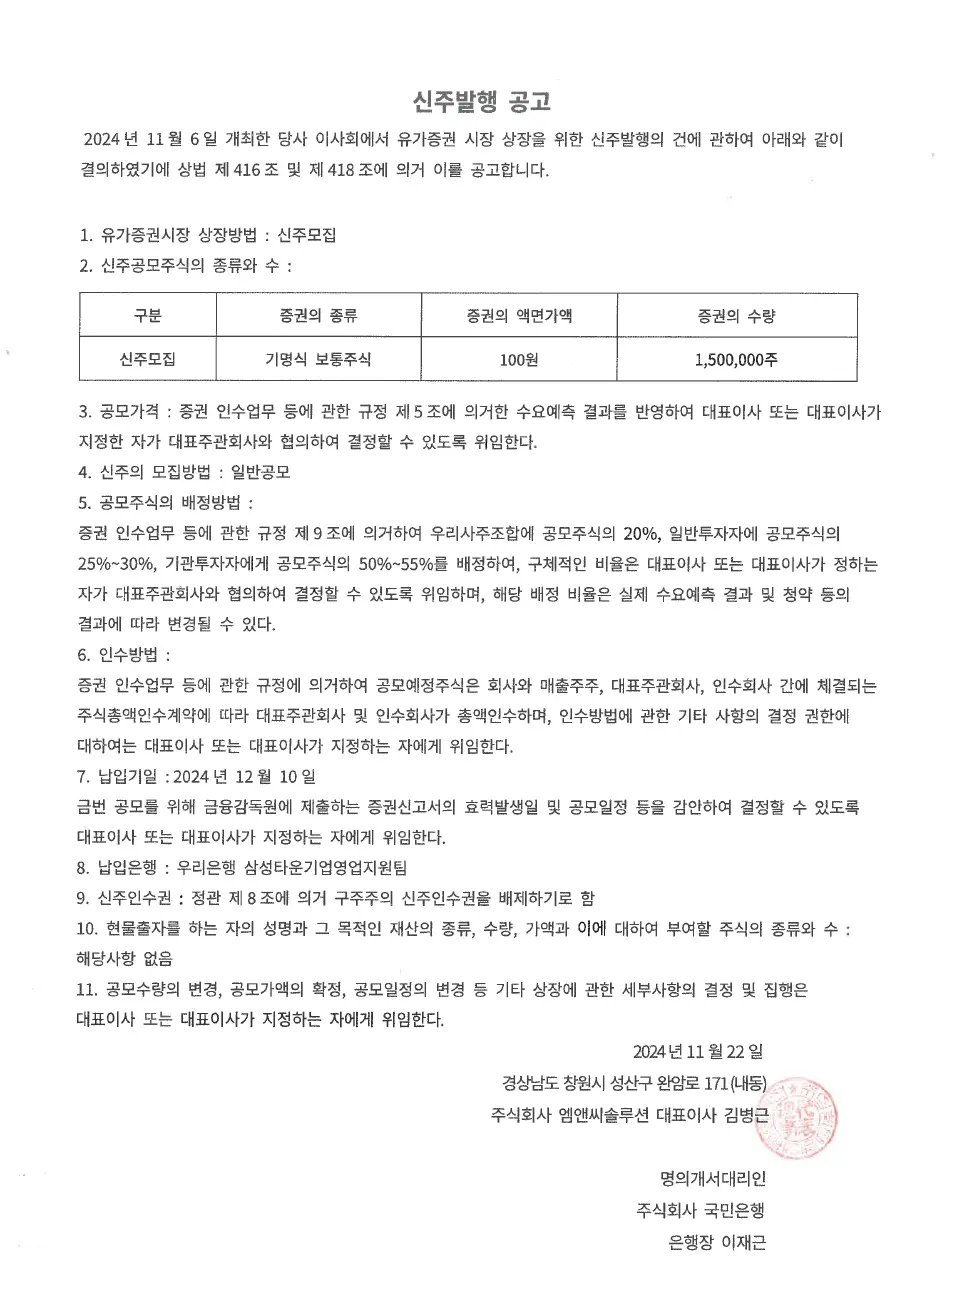 신주발행 공고
2024년 11월 6일 개최한 당사 이사회에서 유가증권 시장 상장을 위한 신주발행의 건에 관하여 아래와 같이
결의하였기에 상법 제416조 및 제418조에 의거 이를 공고합니다.
1. 유가증권시장 상장방법 : 신주모집
2. 신주공모주식의 종류와 수 :
구분 증권의 종류 증권의 액면가액 증권의 수량
신주모집 기명식 보통주식 100원 1,500,000주
3. 공모가격 : 증권 인수업무 등에 관한 규정 제5조에 의거한 수요예측 결과를 반영하여 대표이사 또는 대표이사가
지정한 자가 대표주관회사와 협의하여 결정할 수 있도록 위임한다.
4. 신주의 모집방법 : 일반공모
5. 공모주식의 배정방법 :
증권 인수업무 등에 관한 규정 제9조에 의거하여 우리사주조합에 공모주식의 20%, 일반투자자에 공모주식의
25%~30%, 기관투자자에게 공모주식의 50%~55%를 배정하여, 구체적인 비율은 대표이사 또는 대표이사가 정하는
자가 대표주관회사와 협의하여 결정할 수 있도록 위임하며, 해당 배정 비율은 실제 수요예측 결과 및 청약 등의
결과에 따라 변경될 수 있다.
6. 인수방법 :
증권 인수업무 등에 관한 규정에 의거하여 공모예정주식은 회사와 매출주주, 대표주관회사, 인수회사 간에 체결되는
주식총액인수계약에 따라 대표주관회사 및 인수회사가 총액인수하며, 인수방법에 관한 기타 사항의 결정 권한에
대하여는 대표이사 또는 대표이사가 지정하는 자에게 위임한다.
7. 납입기일 : 2024년 12월 10일
금번 공모를 위해 금융감독원에 제출하는 증권신고서의 효력발생일 및 공모일정 등을 감안하여 결정할 수 있도록
대표이사 또는 대표이사가 지정하는 자에게 위임한다.
8. 납입은행 : 우리은행 삼성타운기업영업지원팀
9. 신주인수권 : 정관 제8조에 의거 구주주의 신주인수권을 배제하기로 함
10. 현물출자를 하는 자의 성명과 그 목적인 재산의 종류, 수량, 가액과 이에 대하여 부여할 주식의 종류와 수 :
해당사항 없음
11. 공모수량의 변경, 공모가액의 확정, 공모일정의 변경 등 기타 상장에 관한 세부사항의 결정 및 집행은
대표이사 또는 대표이사가 지정하는 자에게 위임한다.
2024년 11월 22일
경상남도 창원시 성산구 완암로 171(내동)
주식회사 엠앤씨솔루션 대표이사 김병근
명의개서대리인
주식회사 국민은행
은행장 이재근